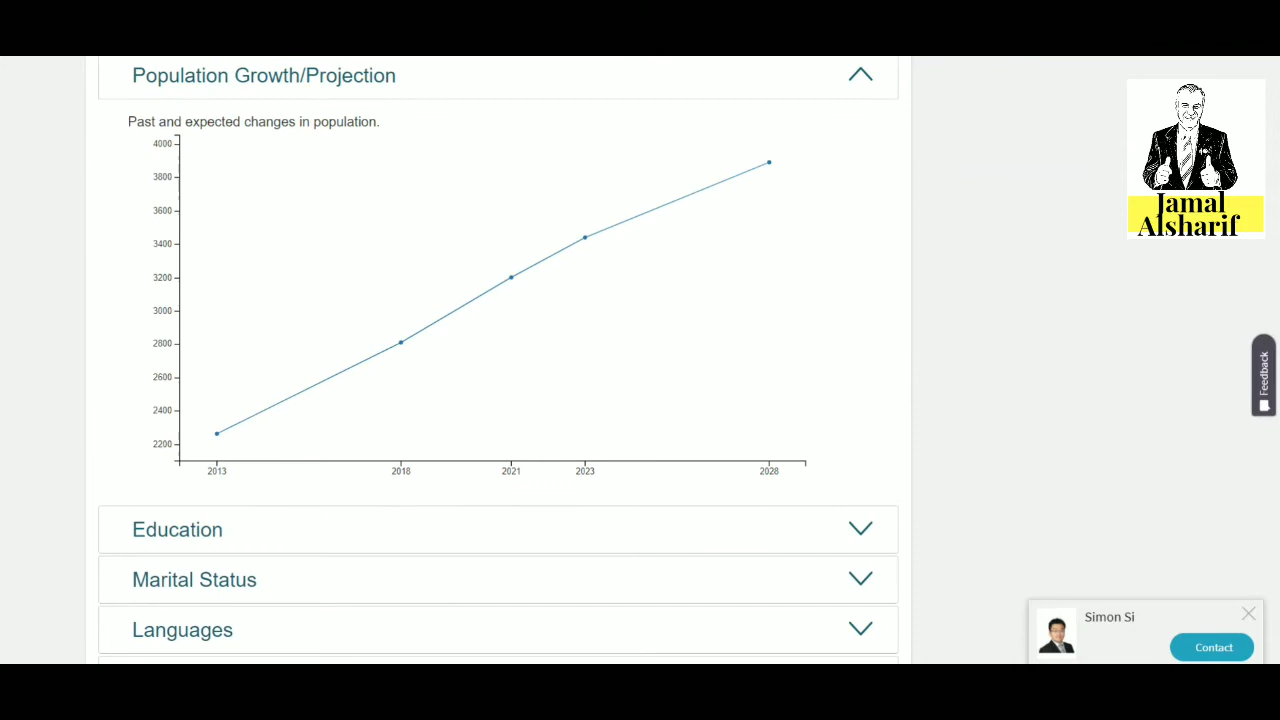 Population Growth/Projection
Past and expected changes in population.
4000
3800
3600
3400
3200
3000
2800
2600
2400
2200
2013 2018 2021 2023 2028
Education
Marital Status
Languages
Jamal
Alsharif
Feedback
Simon Si
Contact